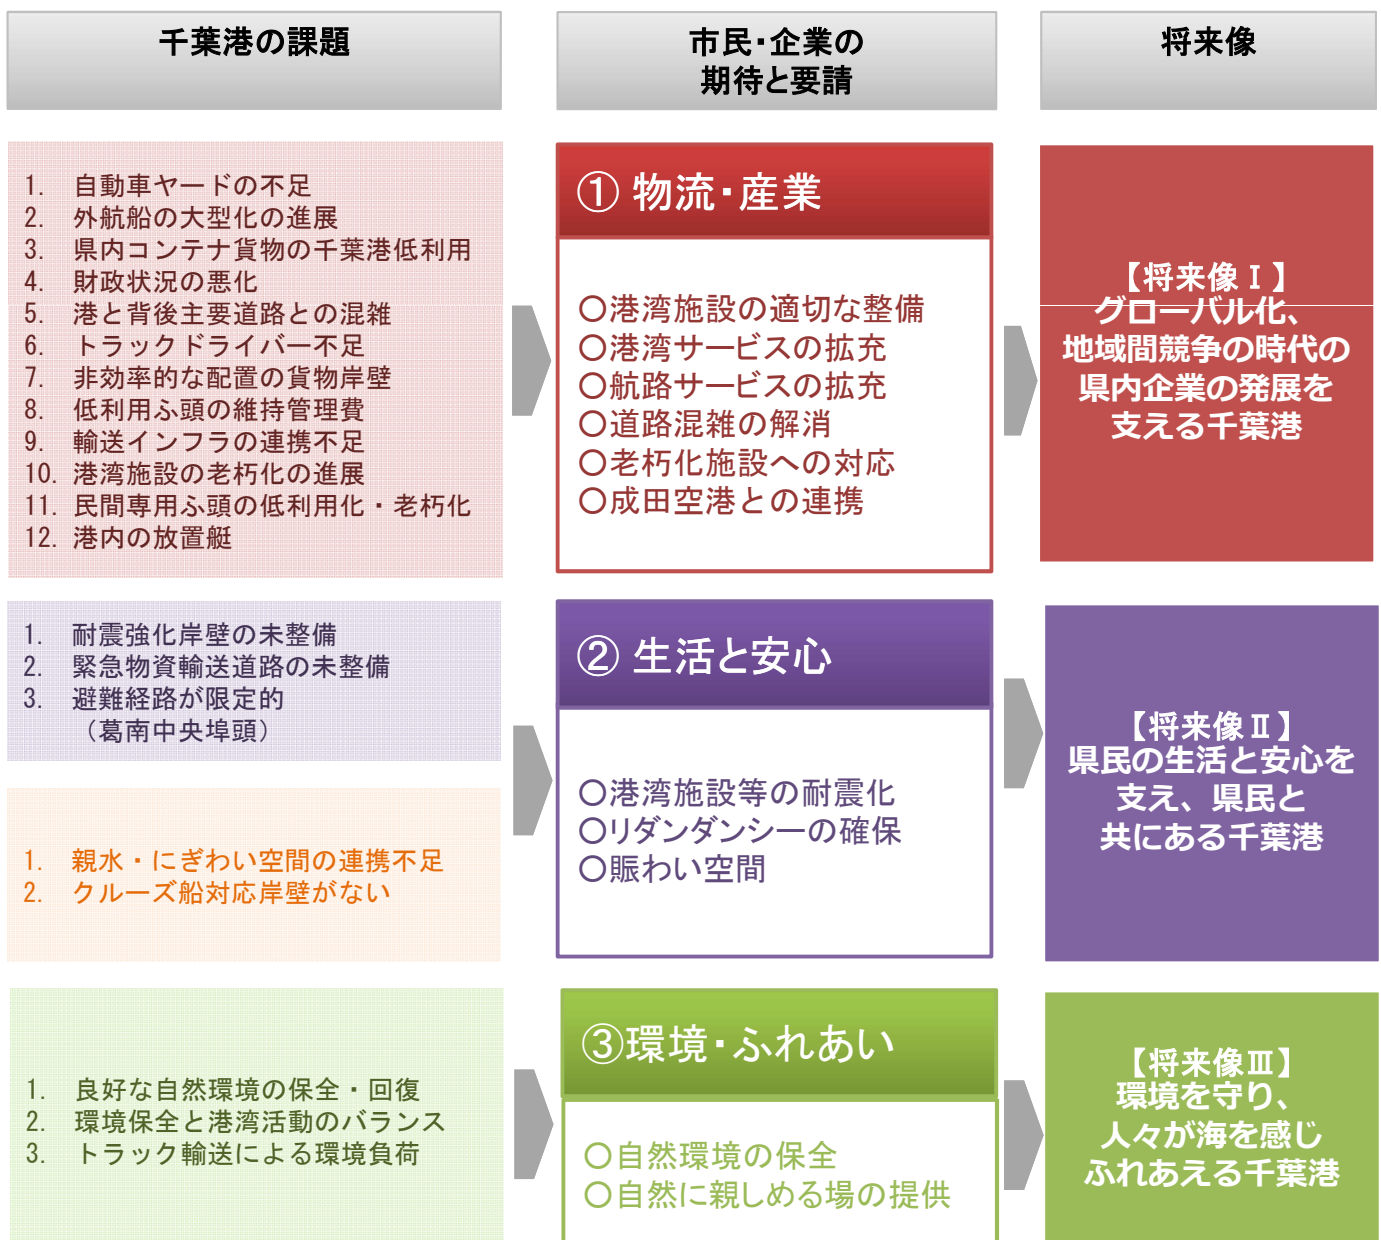 千葉港の課題
市民・企業の
期待と要請
将来像
1. 自動車ヤードの不足
2. 外航船の大型化の進展
3. 県内コンテナ貨物の千葉港低利用
4. 財政状況の悪化
5. 港と背後主要道路との混雑
6. トラックドライバー不足
7. 非効率的な配置の貨物岸壁
8. 低利用ふ頭の維持管理費
9. 輸送インフラの連携不足
10. 港湾施設の老朽化の進展
11. 民間専用ふ頭の低利用化・老朽化
12. 港内の放置艇
① 物流・産業
〇港湾施設の適切な整備
〇港湾サービスの拡充
〇航路サービスの拡充
〇道路混雑の解消
〇老朽化施設への対応
〇成田空港との連携
【将来像Ⅰ】
グローバル化、
地域間競争の時代の
県内企業の発展を
支える千葉港
1. 耐震強化岸壁の未整備
2. 緊急物資輸送道路の未整備
3. 避難経路が限定的
（葛南中央埠頭）
1. 親水・にぎわい空間の連携不足
2. クルーズ船対応岸壁がない
② 生活と安心
〇港湾施設等の耐震化
〇リダンダンシーの確保
〇賑わい空間
【将来像Ⅱ】
県民の生活と安心を
支え、県民と
共にある千葉港
1. 良好な自然環境の保全・回復
2. 環境保全と港湾活動のバランス
3. トラック輸送による環境負荷
③環境・ふれあい
〇自然環境の保全
〇自然に親しめる場の提供
【将来像Ⅲ】
環境を守り、
人々が海を感じ
ふれあえる千葉港